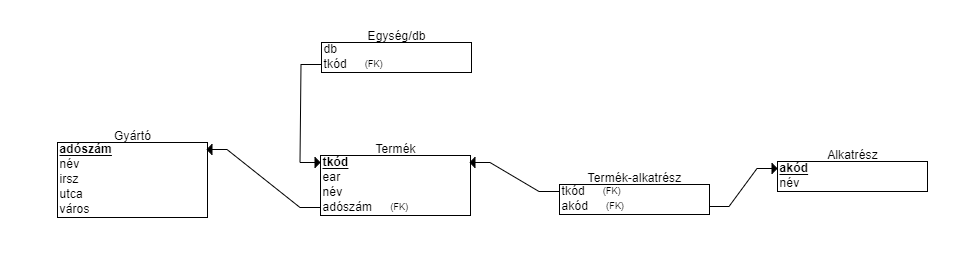 Egység/db
db
tkód (FK)
Gyártó
adószám
név
irsz
utca
város
Termék
tkód
ear
név
adószám (FK)
Termék-alkatrész
tkód (FK)
akód (FK)
Alkatrész
akód
név